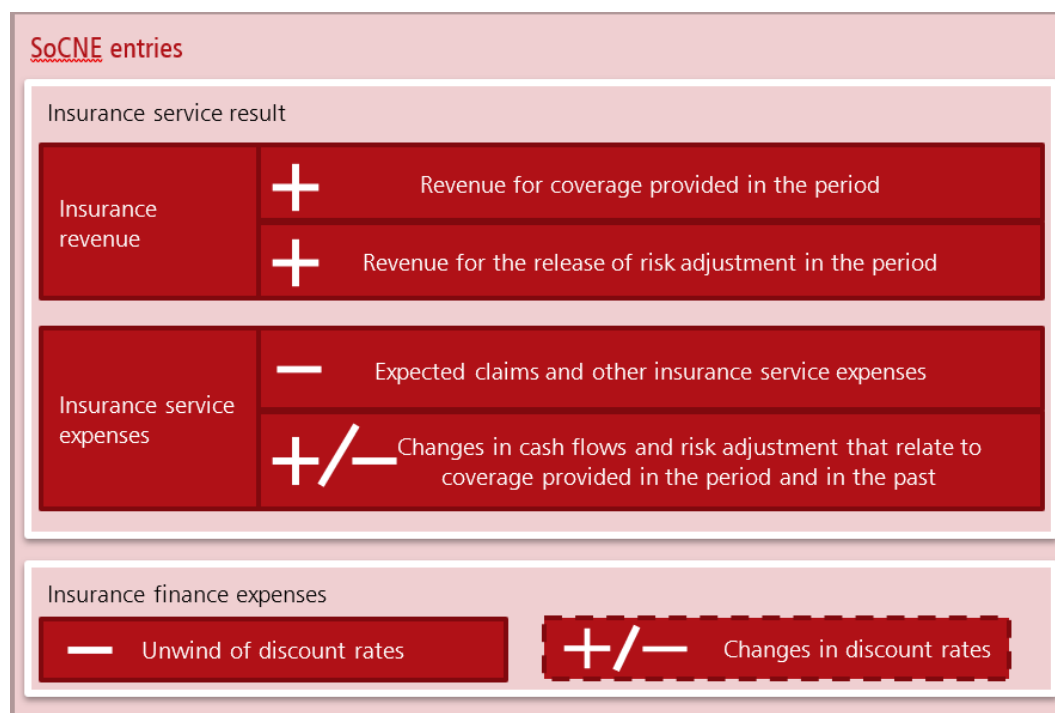 SoCNE entries
Insurance service result
Insurance
revenue
+ Revenue for coverage provided in the period
+ Revenue for the release of risk adjustment in the period
Insurance service
expenses
− Expected claims and other insurance service expenses
+/− Changes in cash flows and risk adjustment that relate to
coverage provided in the period and in the past
Insurance finance expenses
− Unwind of discount rates
+/− Changes in discount rates